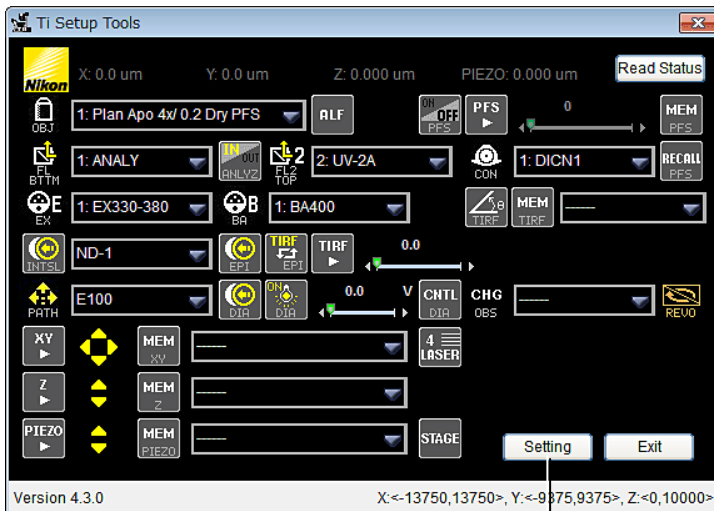 Ti Setup Tools
Nikon X: 0.0 um Y: 0.0 um Z: 0.000 um PIEZO: 0.000 um Read Status
OBJ 1: Plan Apo 4x/ 0.2 Dry PFS ALF ON OFF PFS PFS 0 MEM PFS
FL BTTM 1: ANALY IN OUT ANLYZ 2 FL2 TOP 2: UV-2A CON 1: DICN1 RECALL PFS
E EX 1: EX330-380 B BA 1: BA400 θ TIRF MEM TIRF ------
INTSL ND-1 EPI TIRF EPI TIRF 0.0
PATH E100 DIA ON DIA 0.0 V CNTL DIA CHG OBS ------ REVO
XY MEM XY ------ 4 LASER
Z MEM Z ------
PIEZO MEM PIEZO ------ STAGE Setting Exit
Version 4.3.0 X:<-13750,13750>, Y:<-9375,9375>, Z:<0,10000>